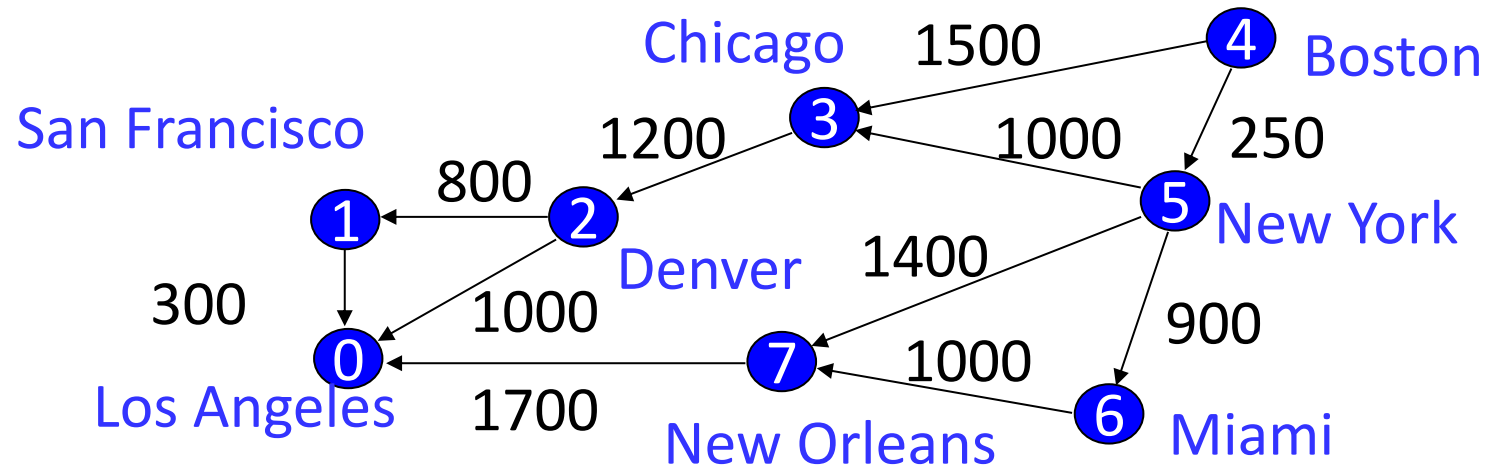 Chicago
1500
4
Boston
San Francisco
3
1200
1000
250
800
1
2
5
New York
Denver
1400
300
1000
900
0
7
1000
Los Angeles
1700
6
New Orleans
Miami